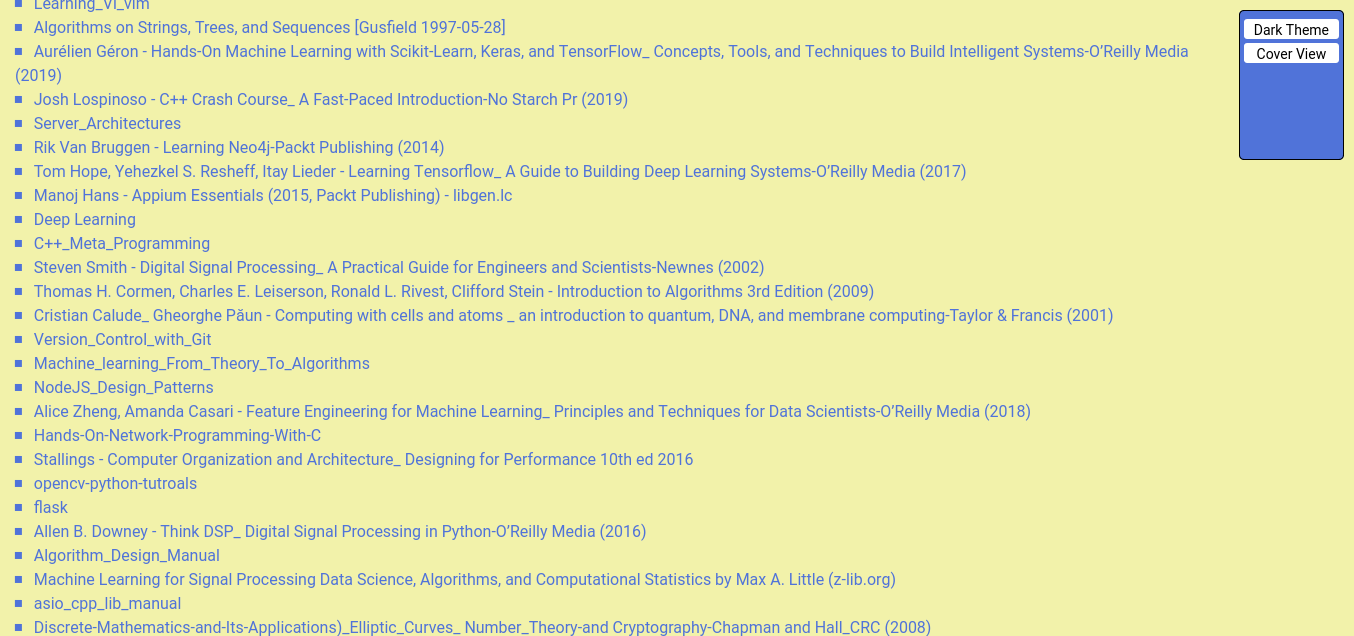 Learning_Vi_vim
Algorithms on Strings, Trees, and Sequences [Gusfield 1997-05-28]
Aurélien Géron - Hands-On Machine Learning with Scikit-Learn, Keras, and TensorFlow_ Concepts, Tools, and Techniques to Build Intelligent Systems-O’Reilly Media
(2019)
Josh Lospinoso - C++ Crash Course_ A Fast-Paced Introduction-No Starch Pr (2019)
Server_Architectures
Rik Van Bruggen - Learning Neo4j-Packt Publishing (2014)
Tom Hope, Yehezkel S. Resheff, Itay Lieder - Learning Tensorflow_ A Guide to Building Deep Learning Systems-O’Reilly Media (2017)
Manoj Hans - Appium Essentials (2015, Packt Publishing) - libgen.lc
Deep Learning
C++_Meta_Programming
Steven Smith - Digital Signal Processing_ A Practical Guide for Engineers and Scientists-Newnes (2002)
Thomas H. Cormen, Charles E. Leiserson, Ronald L. Rivest, Clifford Stein - Introduction to Algorithms 3rd Edition (2009)
Cristian Calude_ Gheorghe Păun - Computing with cells and atoms _ an introduction to quantum, DNA, and membrane computing-Taylor & Francis (2001)
Version_Control_with_Git
Machine_learning_From_Theory_To_Algorithms
NodeJS_Design_Patterns
Alice Zheng, Amanda Casari - Feature Engineering for Machine Learning_ Principles and Techniques for Data Scientists-O’Reilly Media (2018)
Hands-On-Network-Programming-With-C
Stallings - Computer Organization and Architecture_ Designing for Performance 10th ed 2016
opencv-python-tutroals
flask
Allen B. Downey - Think DSP_ Digital Signal Processing in Python-O’Reilly Media (2016)
Algorithm_Design_Manual
Machine Learning for Signal Processing Data Science, Algorithms, and Computational Statistics by Max A. Little (z-lib.org)
asio_cpp_lib_manual
Discrete-Mathematics-and-Its-Applications)_Elliptic_Curves_ Number_Theory-and Cryptography-Chapman and Hall_CRC (2008)
Dark Theme
Cover View